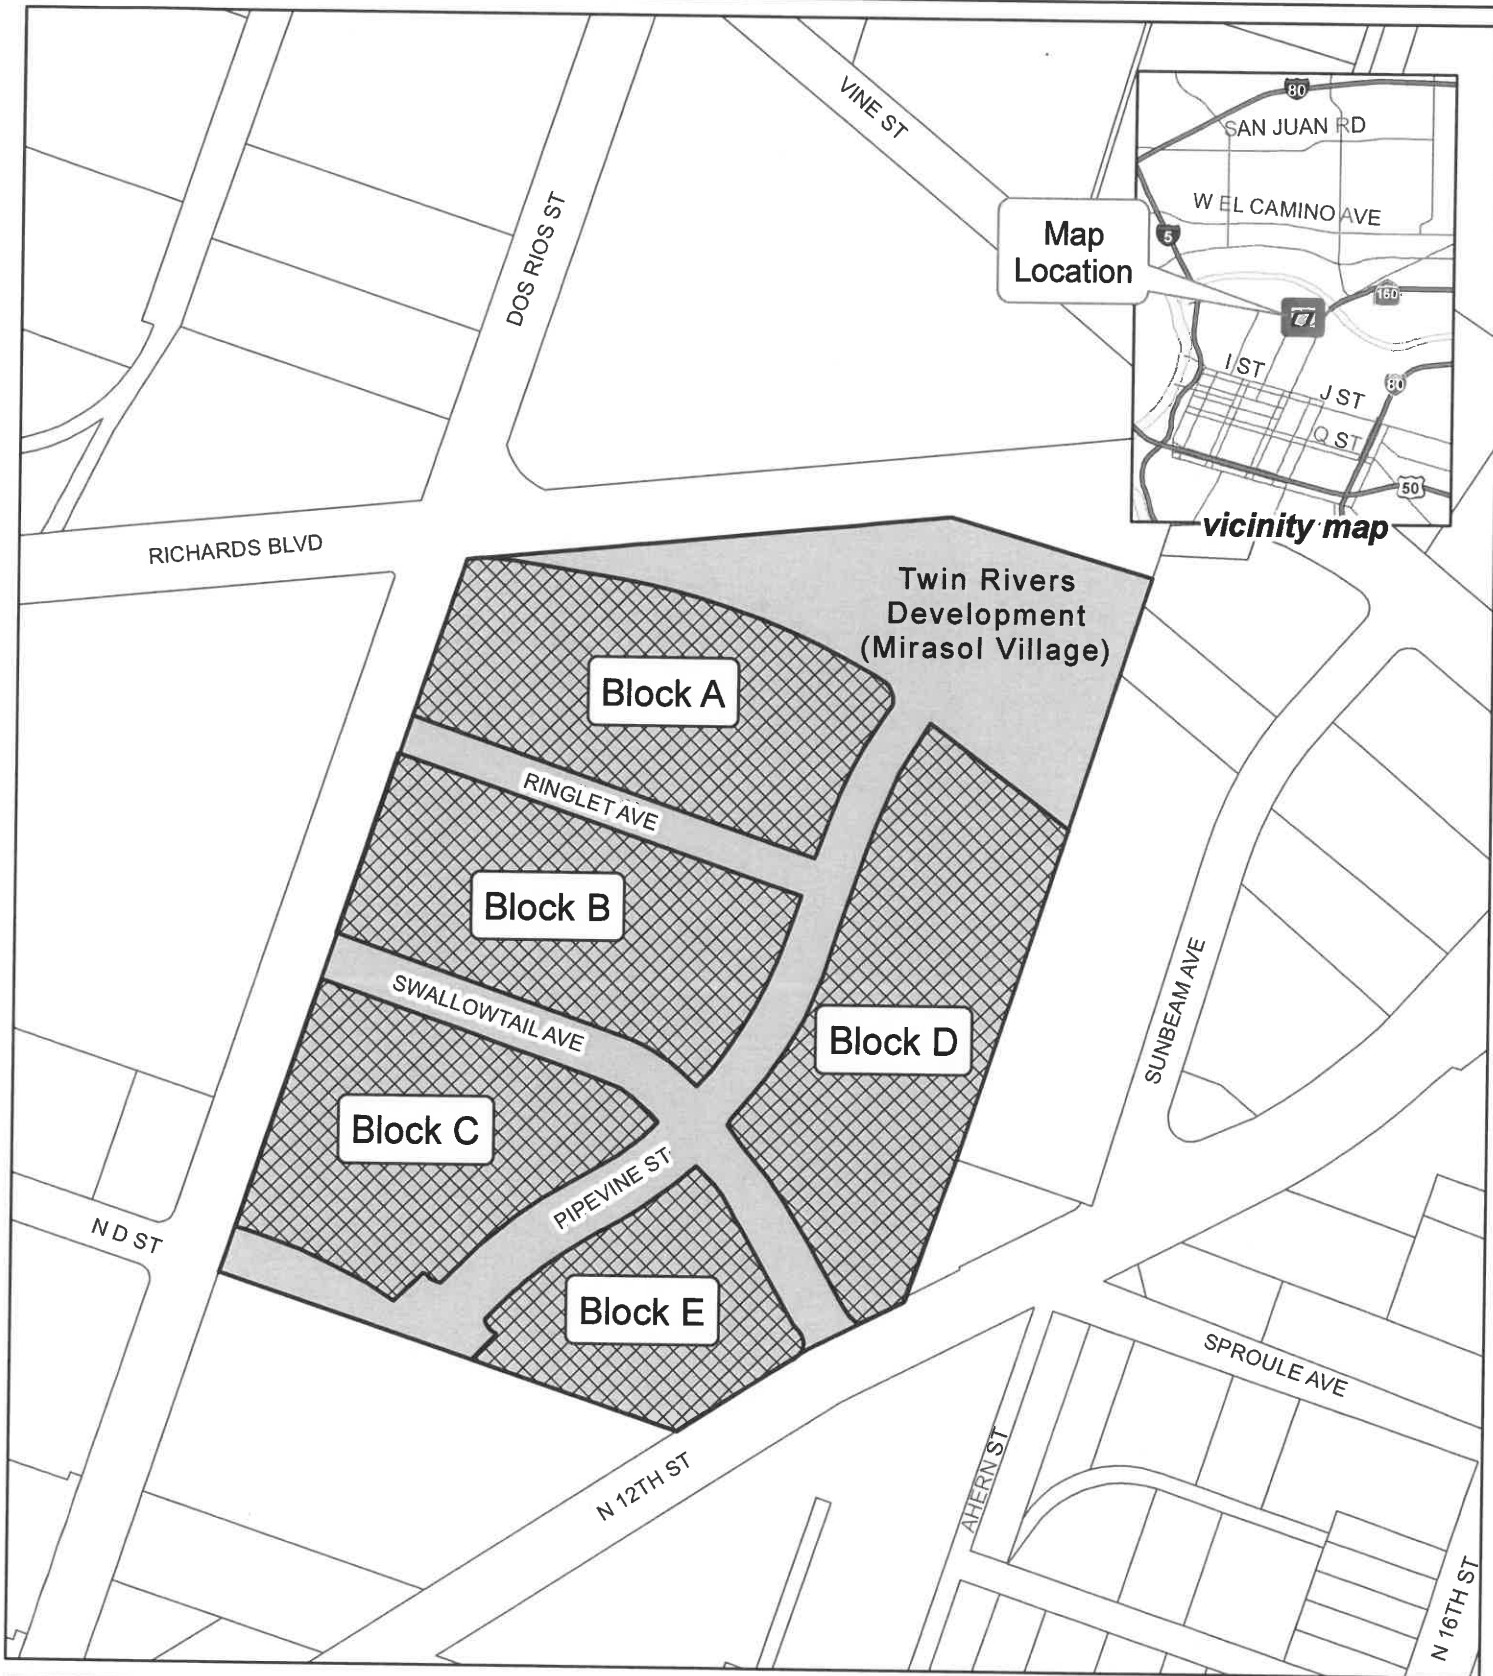 VINE ST
80
SAN JUAN RD
W EL CAMINO AVE
5
Map
Location
160
I ST
J ST
80
Q ST
50
vicinity map
DOS RIOS ST
RICHARDS BLVD
Twin Rivers
Development
(Mirasol Village)
Block A
RINGLET AVE
Block B
SWALLOWTAIL AVE
Block D
SUNBEAM AVE
Block C
PIPEVINE ST
N D ST
Block E
SPROULE AVE
N 12TH ST
AHERN ST
N 16TH ST